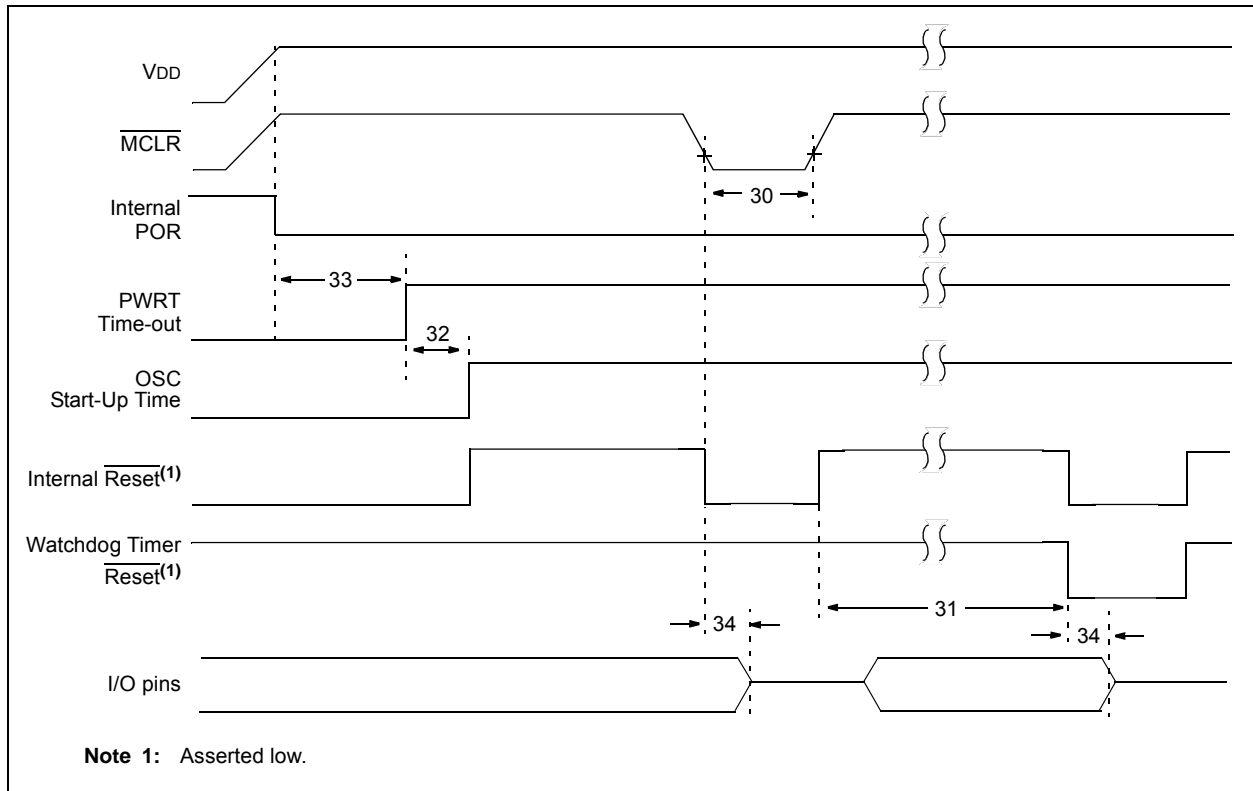 VDD
MCLR
30
Internal
POR
33
PWRT
Time-out
32
OSC
Start-Up Time
Internal Reset(1)
Watchdog Timer
Reset(1)
31
34
34
I/O pins
Note 1: Asserted low.